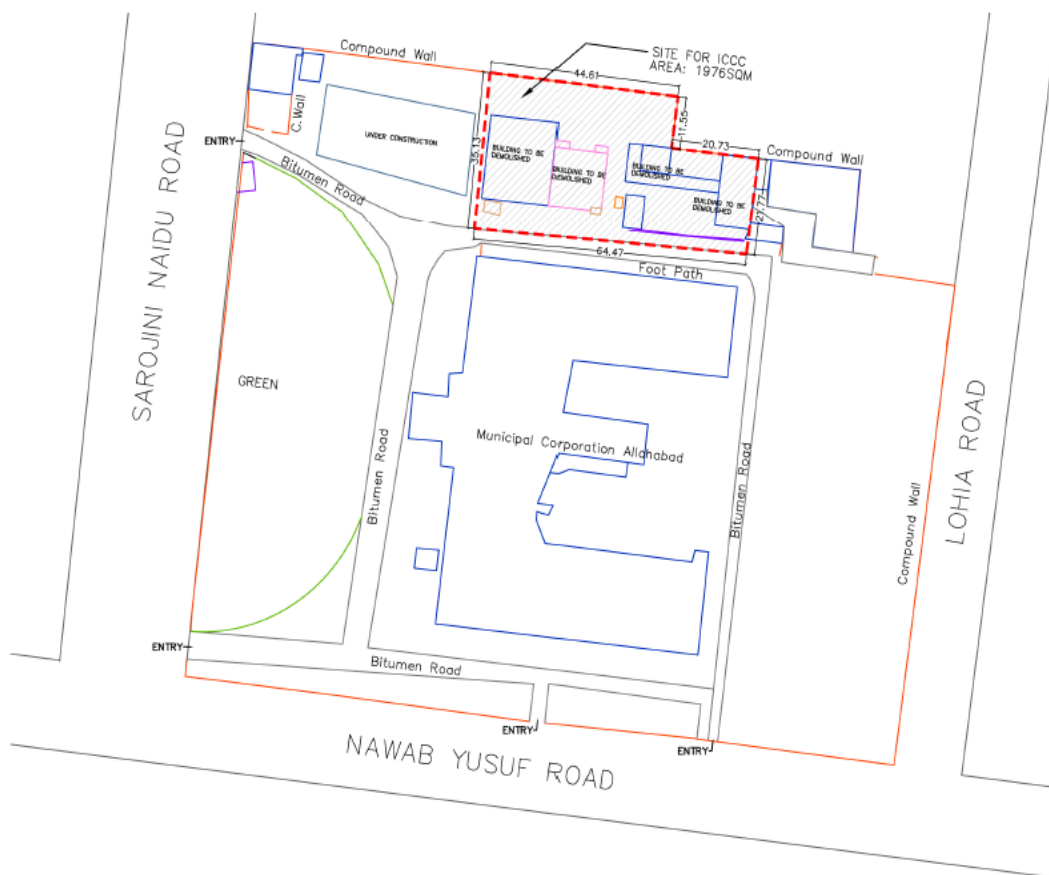 Compound Wall
SITE FOR ICCC
AREA: 1976SQM
44.61
C.Wall
UNDER CONSTRUCTION
35.13
11.55
20.73
Compound Wall
ENTRY
Bitumen Road
BUILDING TO BE
DEMOLISHED
BUILDING TO BE
DEMOLISHED
BUILDING TO BE
DEMOLISHED
BUILDING TO BE
DEMOLISHED
21.77
64.47
Foot Path
SAROJINI NAIDU ROAD
GREEN
Municipal Corporation Allahabad
Bitumen Road
Bitumen Road
Compound Wall
LOHIA ROAD
ENTRY
Bitumen Road
ENTRY
ENTRY
NAWAB YUSUF ROAD